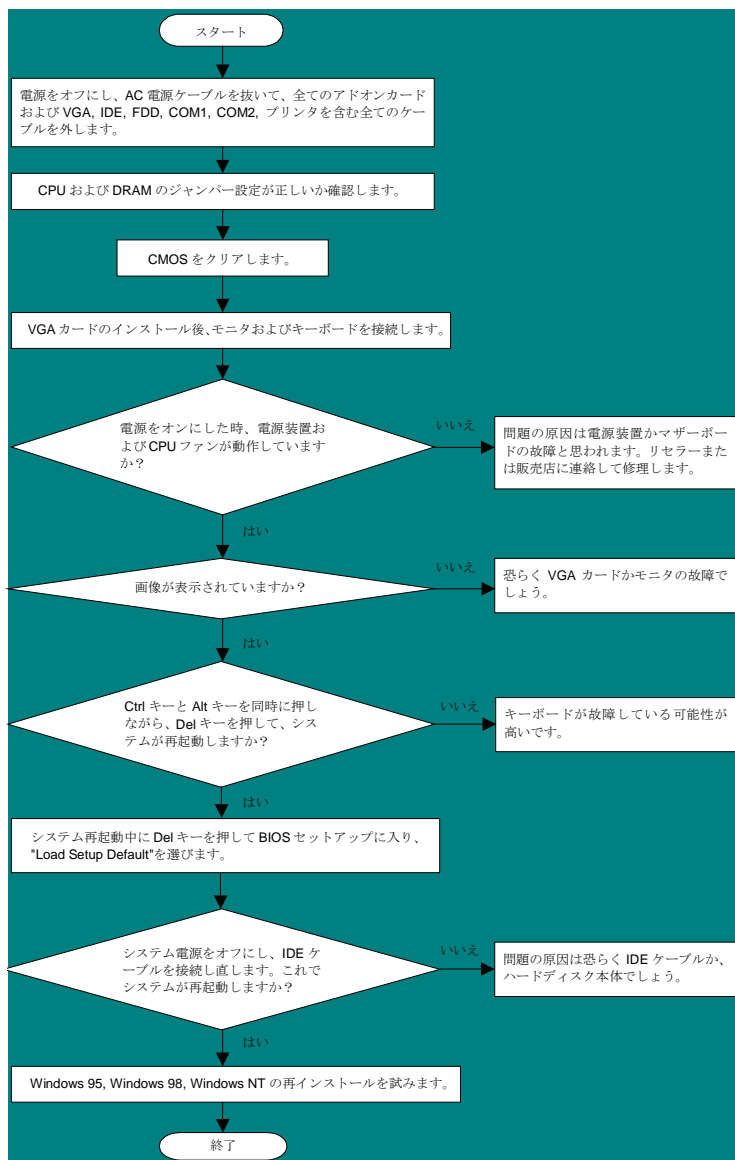 スタート
電源をオフにし、AC 電源ケーブルを抜いて、全てのアドオンカード
および VGA, IDE, FDD, COM1, COM2, プリンタを含む全てのケー
ブルを外します。
CPU および DRAM のジャンパー設定が正しいか確認します。
CMOS をクリアします。
VGA カードのインストール後、モニタおよびキーボードを接続します。
電源をオンにした時、電源装置お
よび CPU ファンが動作しています
か？
いいえ
問題の原因は電源装置かマザーボー
ドの故障と思われます。リセラーまた
は販売店に連絡して修理します。
はい
画像が表示されていますか？
いいえ
恐らく VGA カードかモニタの故障で
しょう。
はい
Ctrl キーと Alt キーを同時に押し
ながら、Del キーを押して、シス
テムが再起動しますか？
いいえ
キーボードが故障している可能性が
高いです。
はい
システム再起動中に Del キーを押して BIOS セットアップに入り、
"Load Setup Default"を選びます。
システム電源をオフにし、IDE ケ
ーブルを接続し直します。これで
システムが再起動しますか？
いいえ
問題の原因は恐らく IDE ケーブルか、
ハードディスク本体でしょう。
はい
Windows 95, Windows 98, Windows NT の再インストールを試みます。
終了